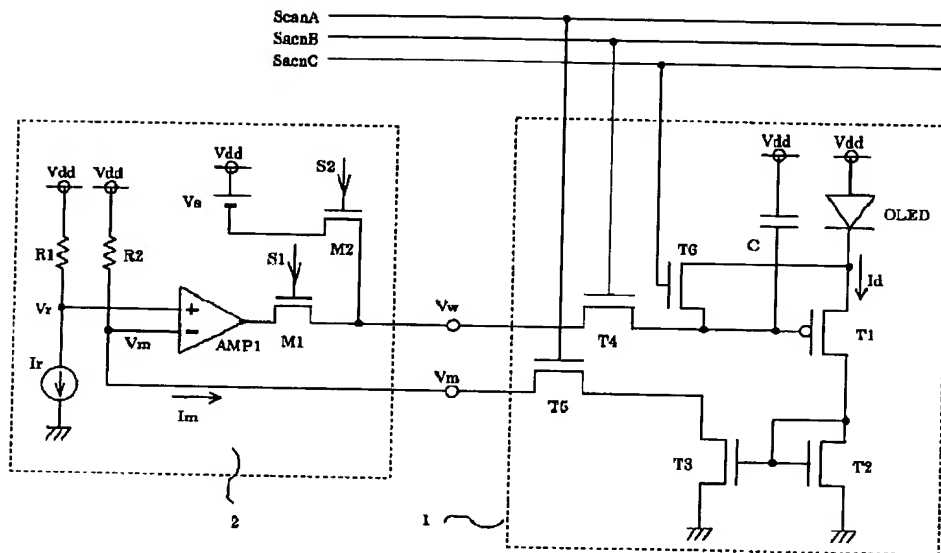 ScanA
SacnB
SacnC
Vdd
S2
Vdd
Vdd
Vdd
Vdd
Vs
OLED
M2
C
T6
R1
R2
S1
Id
Vr
Vw
T1
Vm
AMP1
M1
T4
Ir
Vm
T5
Im
T3
T2
2
1